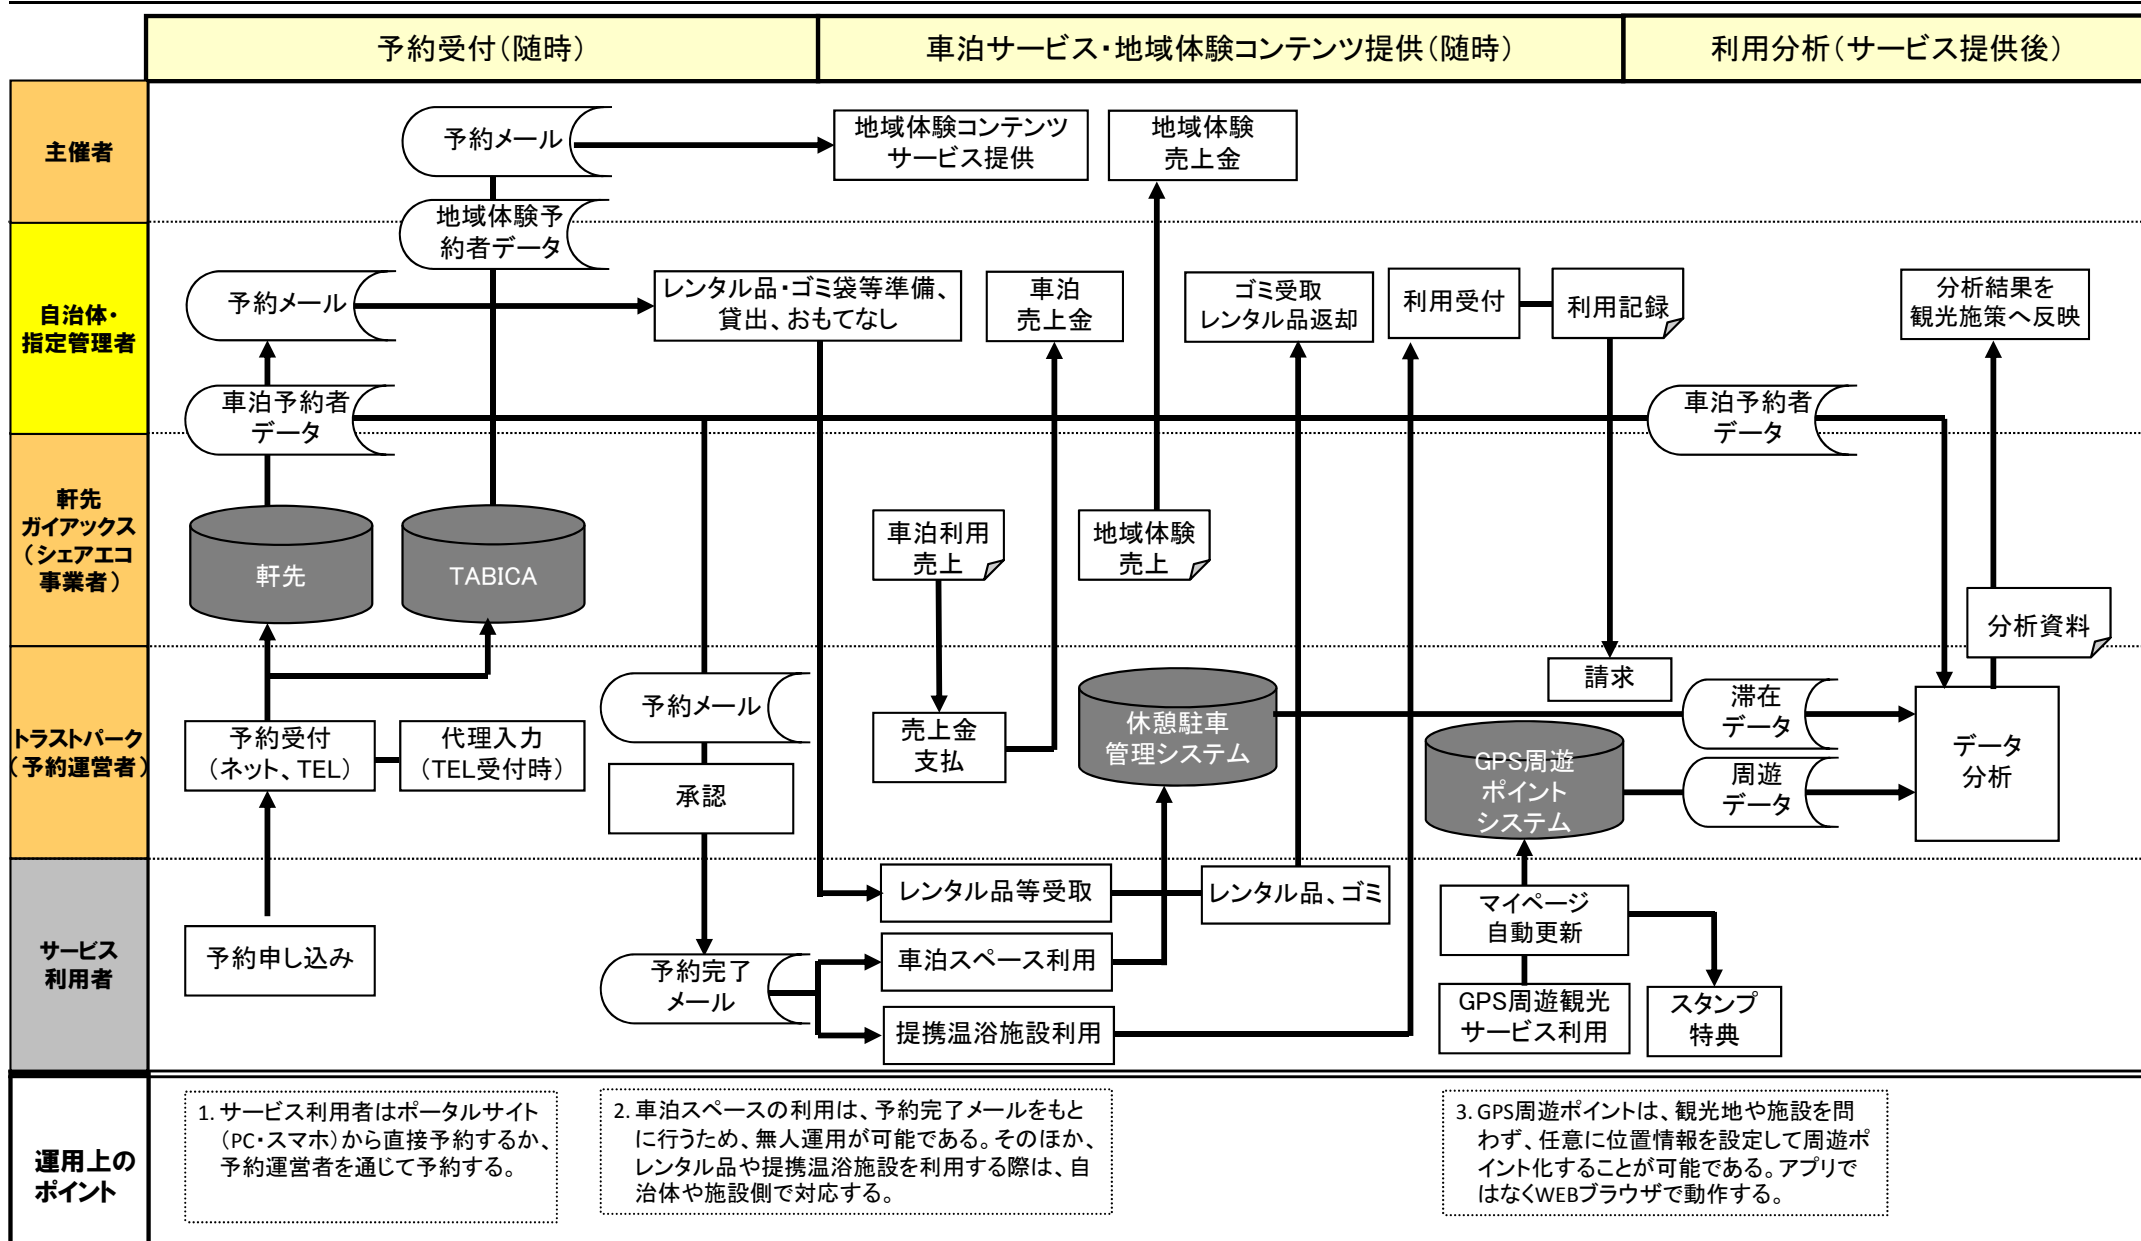 予約受付（随時）
車泊サービス・地域体験コンテンツ提供（随時）
利用分析（サービス提供後）
主催者
予約メール
地域体験コンテンツ
サービス提供
地域体験
売上金
地域体験予
約者データ
自治体・
指定管理者
予約メール
レンタル品・ゴミ袋等準備、
貸出、おもてなし
車泊
売上金
ゴミ受取
レンタル品返却
利用受付
利用記録
分析結果を
観光施策へ反映
車泊予約者
データ
車泊予約者
データ
軒先
ガイアックス
（シェアエコ
事業者）
軒先
TABICA
車泊利用
売上
地域体験
売上
分析資料
トラストパーク
（予約運営者）
予約受付
（ネット、TEL）
代理入力
（TEL受付時）
予約メール
承認
売上金
支払
休憩駐車
管理システム
請求
GPS周遊
ポイント
システム
滞在
データ
周遊
データ
データ
分析
サービス
利用者
予約申し込み
予約完了
メール
レンタル品等受取
レンタル品、ゴミ
車泊スペース利用
提携温浴施設利用
マイページ
自動更新
GPS周遊観光
サービス利用
スタンプ
特典
運用上の
ポイント
1. サービス利用者はポータルサイト
（PC・スマホ）から直接予約するか、
予約運営者を通じて予約する。
2. 車泊スペースの利用は、予約完了メールをもと
に行うため、無人運用が可能である。そのほか、
レンタル品や提携温浴施設を利用する際は、自
治体や施設側で対応する。
3. GPS周遊ポイントは、観光地や施設を問
わず、任意に位置情報を設定して周遊ポ
イント化することが可能である。アプリで
はなくWEBブラウザで動作する。